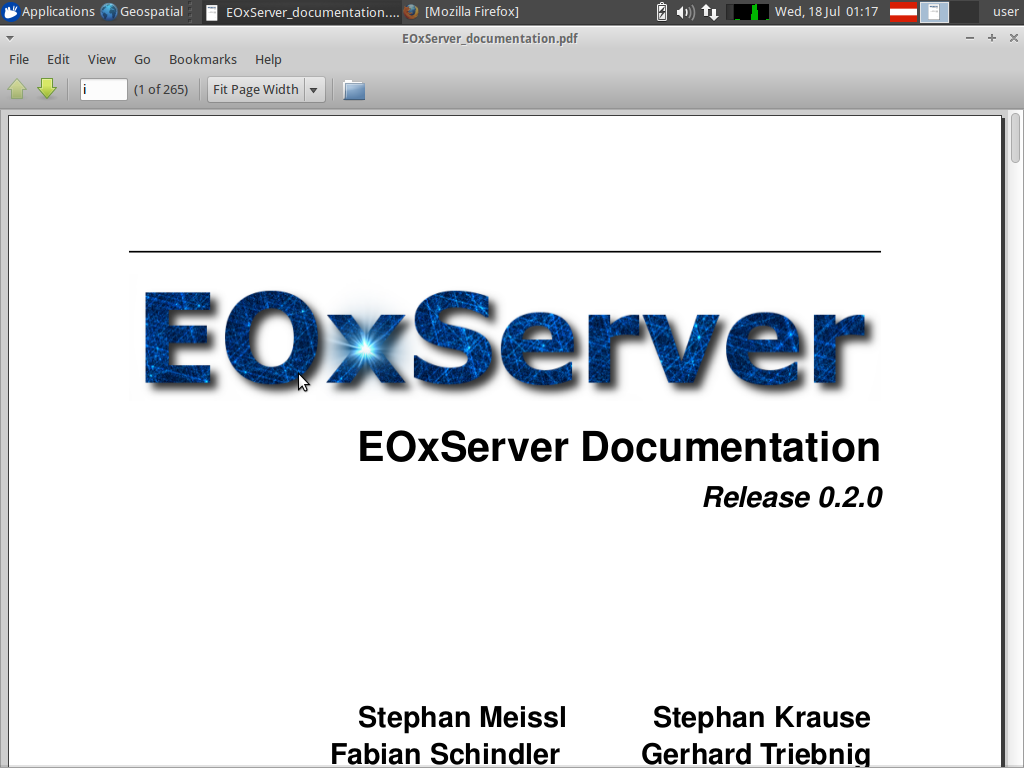 Applications Geospatial EOxServer_documentation.... [Mozilla Firefox] Wed, 18 Jul 01:17 user
EOxServer_documentation.pdf
File Edit View Go Bookmarks Help
i (1 of 265) Fit Page Width
EOxServer
EOxServer Documentation
Release 0.2.0
Stephan Meissl Stephan Krause
Fabian Schindler Gerhard Triebnig